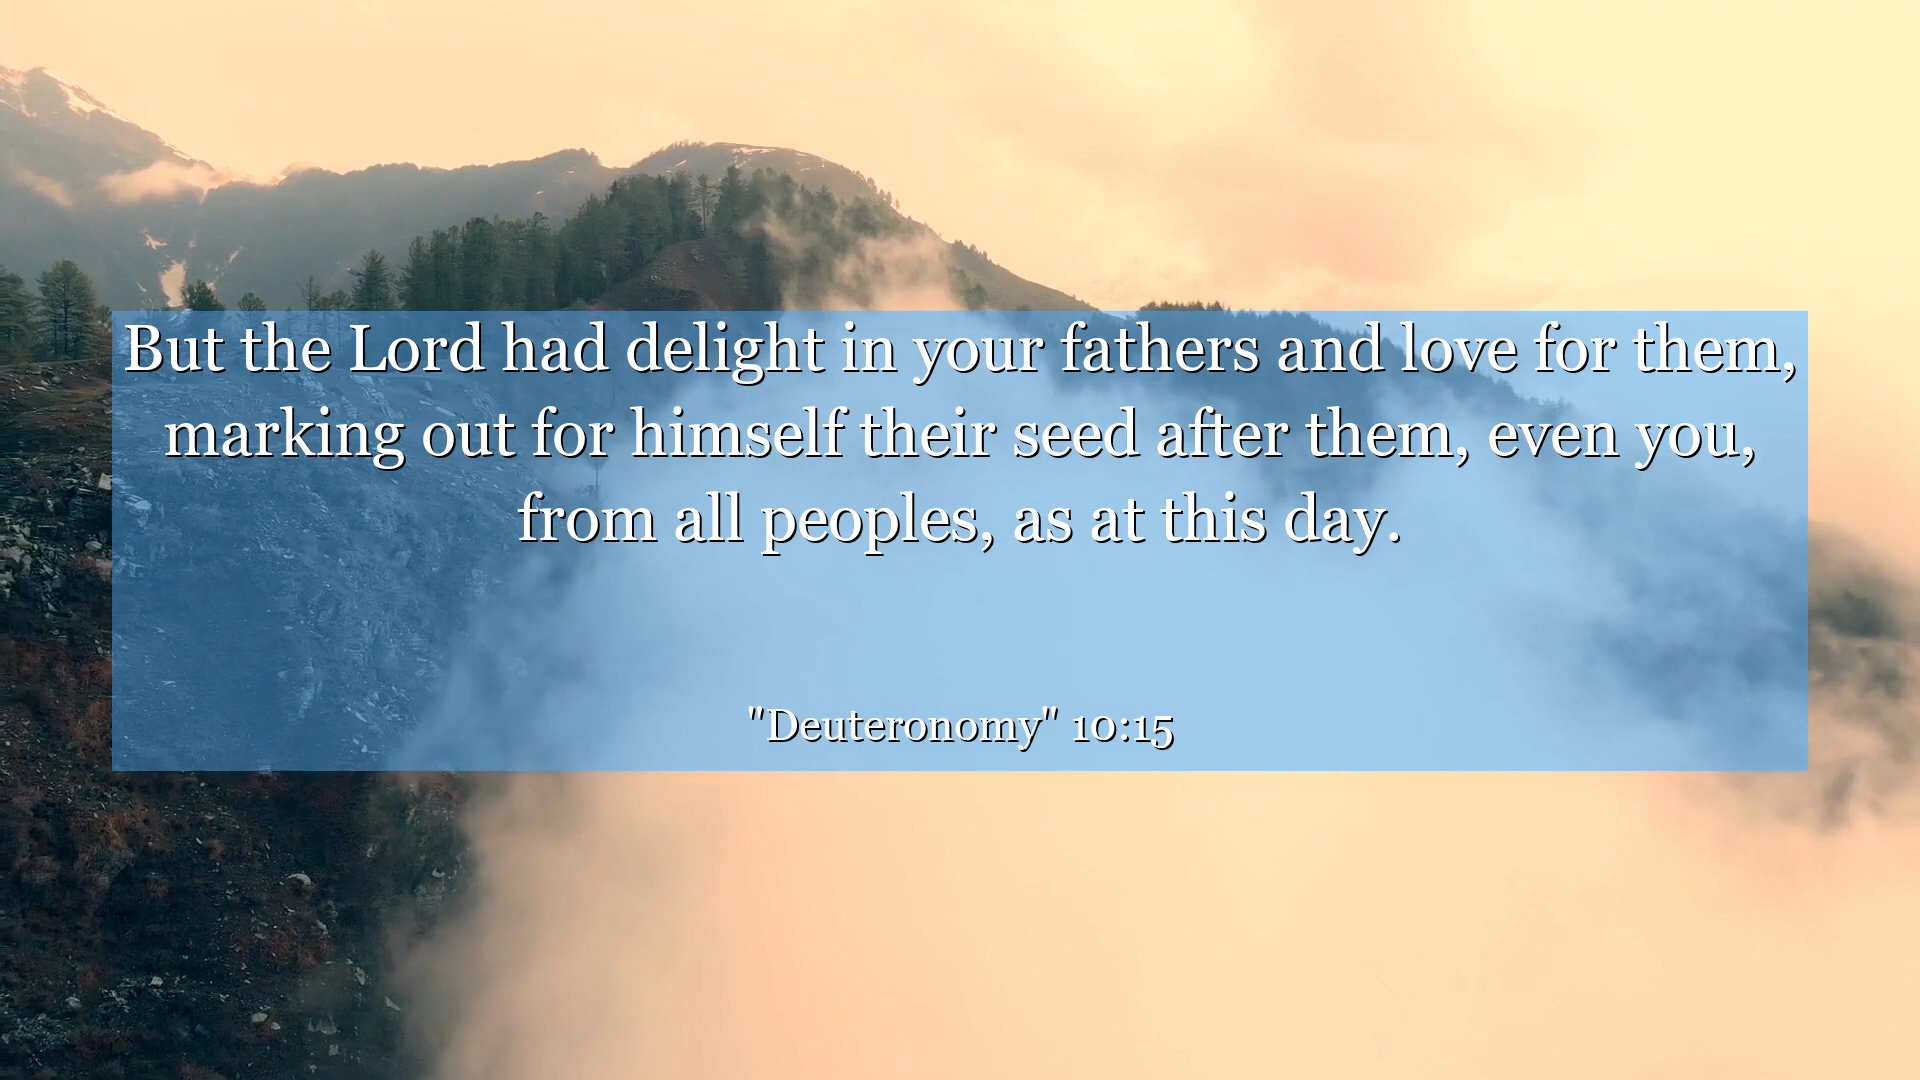 But the Lord had delight in your fathers and love for them,
marking out for himself their seed after them, even you,
from all peoples, as at this day.
"Deuteronomy" 10:15